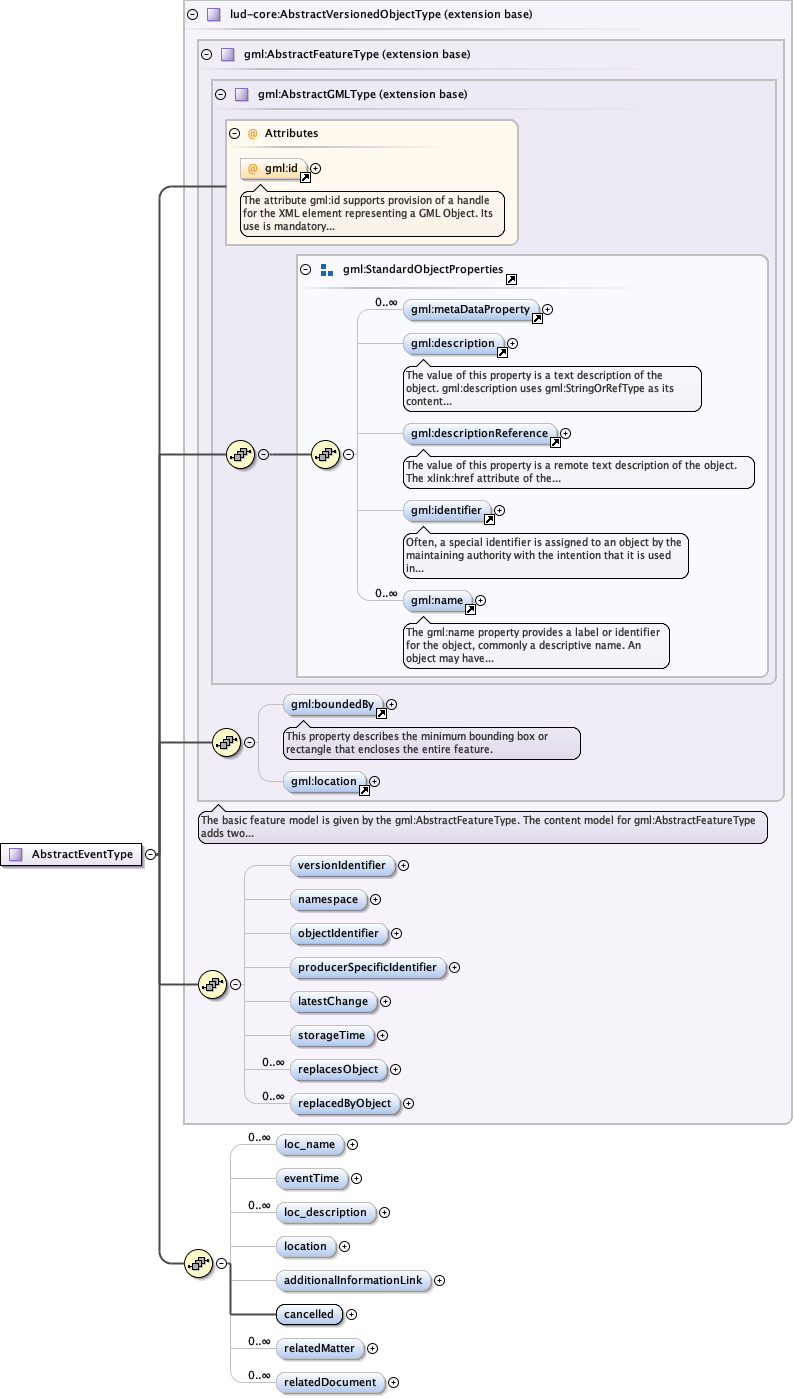 lud-core:AbstractVersionedObjectType (extension base)
gml:AbstractFeatureType (extension base)
gml:AbstractGMLType (extension base)
@ Attributes
@ gml:id
The attribute gml:id supports provision of a handle
for the XML element representing a GML Object. Its
use is mandatory...
gml:StandardObjectProperties
0..∞
gml:metaDataProperty
gml:description
The value of this property is a text description of the
object. gml:description uses gml:StringOrRefType as its
content...
gml:descriptionReference
The value of this property is a remote text description of the object.
The xlink:href attribute of the...
gml:identifier
Often, a special identifier is assigned to an object by the
maintaining authority with the intention that it is used
in...
0..∞
gml:name
The gml:name property provides a label or identifier
for the object, commonly a descriptive name. An
object may have...
gml:boundedBy
This property describes the minimum bounding box or
rectangle that encloses the entire feature.
gml:location
The basic feature model is given by the gml:AbstractFeatureType. The content model for gml:AbstractFeatureType
adds two...
AbstractEventType
versionIdentifier
namespace
objectIdentifier
producerSpecificIdentifier
latestChange
storageTime
0..∞
replacesObject
0..∞
replacedByObject
0..∞
loc_name
eventTime
0..∞
loc_description
location
additionalInformationLink
cancelled
0..∞
relatedMatter
0..∞
relatedDocument